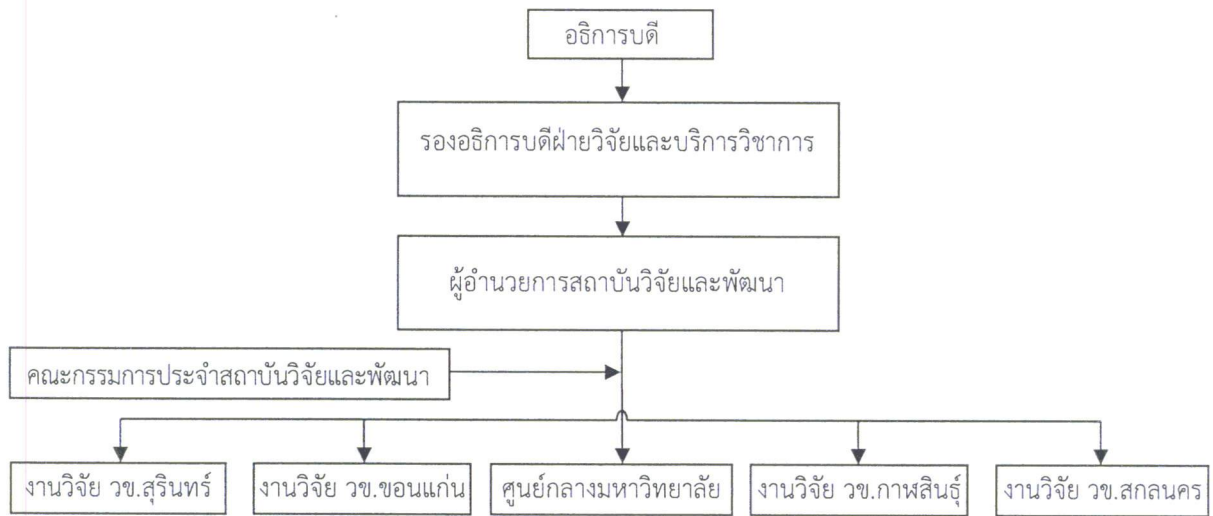 อธิการบดี
รองอธิการบดีฝ่ายวิจัยและบริการวิชาการ
ผู้อำนวยการสถาบันวิจัยและพัฒนา
คณะกรรมการประจำสถาบันวิจัยและพัฒนา
งานวิจัย วข.สุรินทร์
งานวิจัย วข.ขอนแก่น
ศูนย์กลางมหาวิทยาลัย
งานวิจัย วข.กาฬสินธุ์
งานวิจัย วข.สกลนคร